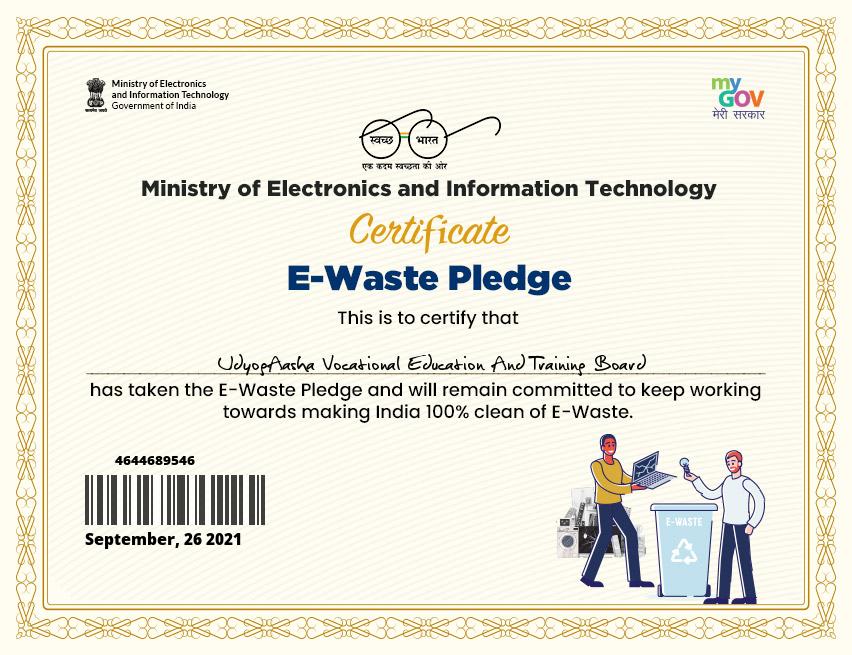 Ministry of Electronics
and Information Technology
Government of India
सत्यमेव जयते
my
GOV
मेरी सरकार
स्वच्छ भारत
एक कदम स्वच्छता की ओर
Ministry of Electronics and Information Technology
Certificate
E-Waste Pledge
This is to certify that
UdyogAasha Vocational Education And Training Board
has taken the E-Waste Pledge and will remain committed to keep working
towards making India 100% clean of E-Waste.
4644689546
September, 26 2021
E-WASTE